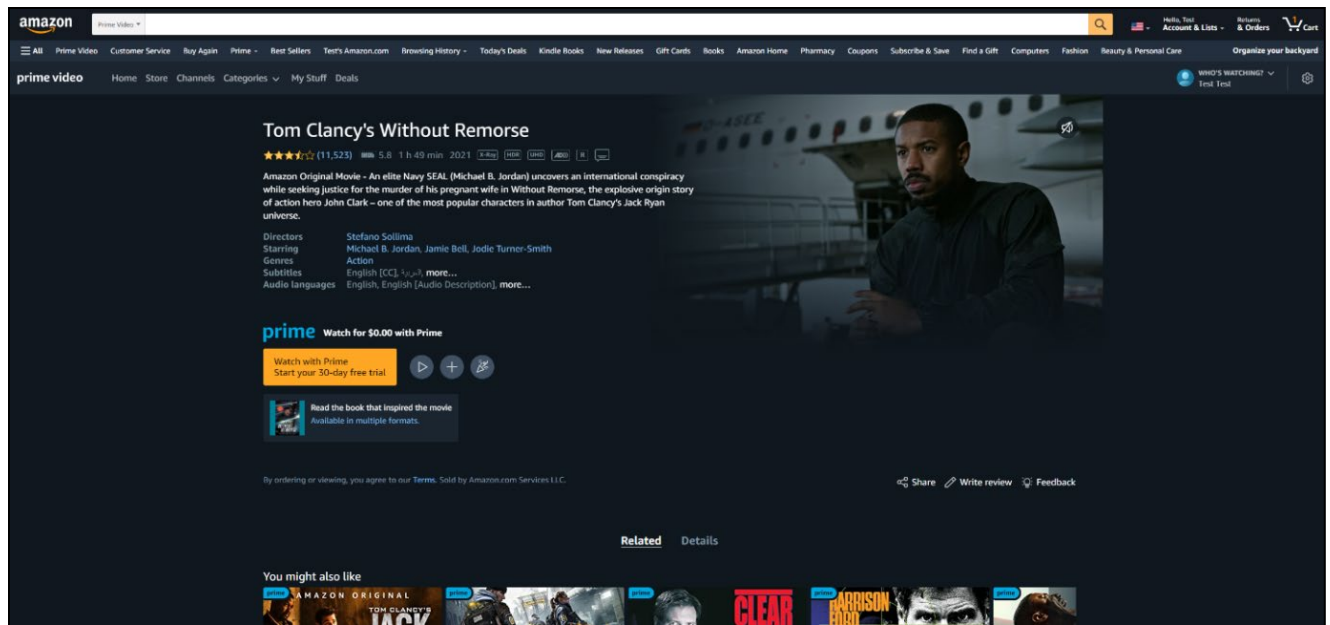 amazon
Prime Video
Hello, Test
Account & Lists
Returns
& Orders
1
Cart
All Prime Video Customer Service Buy Again Prime Best Sellers Test's Amazon.com Browsing History Today's Deals Kindle Books New Releases Gift Cards Books Amazon Home Pharmacy Coupons Subscribe & Save Find a Gift Computers Fashion Beauty & Personal Care Organize your backyard
prime video Home Store Channels Categories My Stuff Deals
WHO'S WATCHING?
Test Test
D-ASEE
Tom Clancy's Without Remorse
(11,523) IMDb 5.8 1 h 49 min 2021 X-Ray HDR UHD R
Amazon Original Movie - An elite Navy SEAL (Michael B. Jordan) uncovers an international conspiracy
while seeking justice for the murder of his pregnant wife in Without Remorse, the explosive origin story
of action hero John Clark – one of the most popular characters in author Tom Clancy's Jack Ryan
universe.
Directors Stefano Sollima
Starring Michael B. Jordan, Jamie Bell, Jodie Turner-Smith
Genres Action
Subtitles English [CC], العربية, more...
Audio languages English, English [Audio Description], more...
prime Watch for $0.00 with Prime
Watch with Prime
Start your 30-day free trial
Read the book that inspired the movie
Available in multiple formats.
By ordering or viewing, you agree to our Terms. Sold by Amazon.com Services LLC.
Share Write review Feedback
Related Details
You might also like
prime AMAZON ORIGINAL
TOM CLANCY'S
JACK
prime
prime
CLEAR
prime
HARRISON
FORD
prime